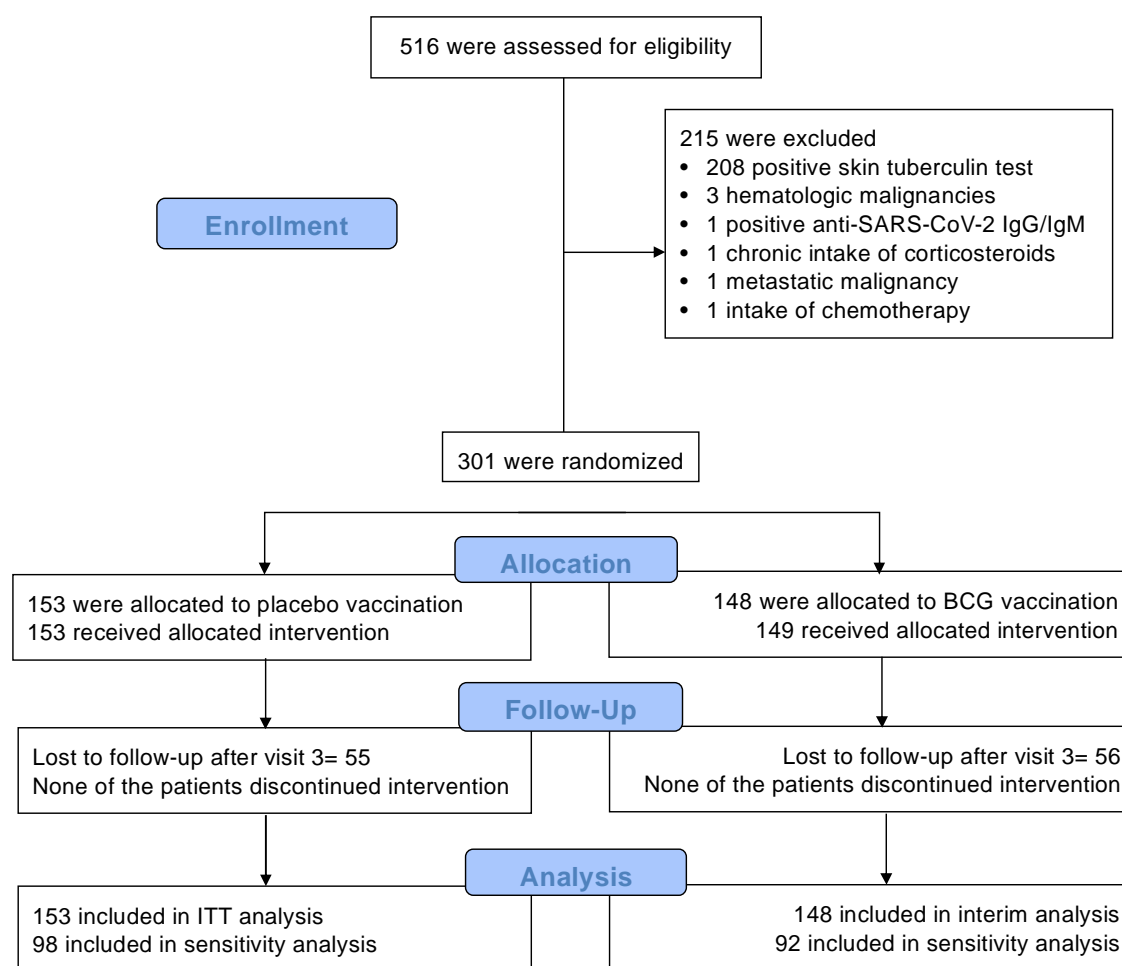 516 were assessed for eligibility
215 were excluded
• 208 positive skin tuberculin test
• 3 hematologic malignancies
• 1 positive anti-SARS-CoV-2 IgG/IgM
• 1 chronic intake of corticosteroids
• 1 metastatic malignancy
• 1 intake of chemotherapy
Enrollment
301 were randomized
Allocation
153 were allocated to placebo vaccination
153 received allocated intervention
148 were allocated to BCG vaccination
149 received allocated intervention
Follow-Up
Lost to follow-up after visit 3= 55
None of the patients discontinued intervention
Lost to follow-up after visit 3= 56
None of the patients discontinued intervention
Analysis
153 included in ITT analysis
98 included in sensitivity analysis
148 included in interim analysis
92 included in sensitivity analysis